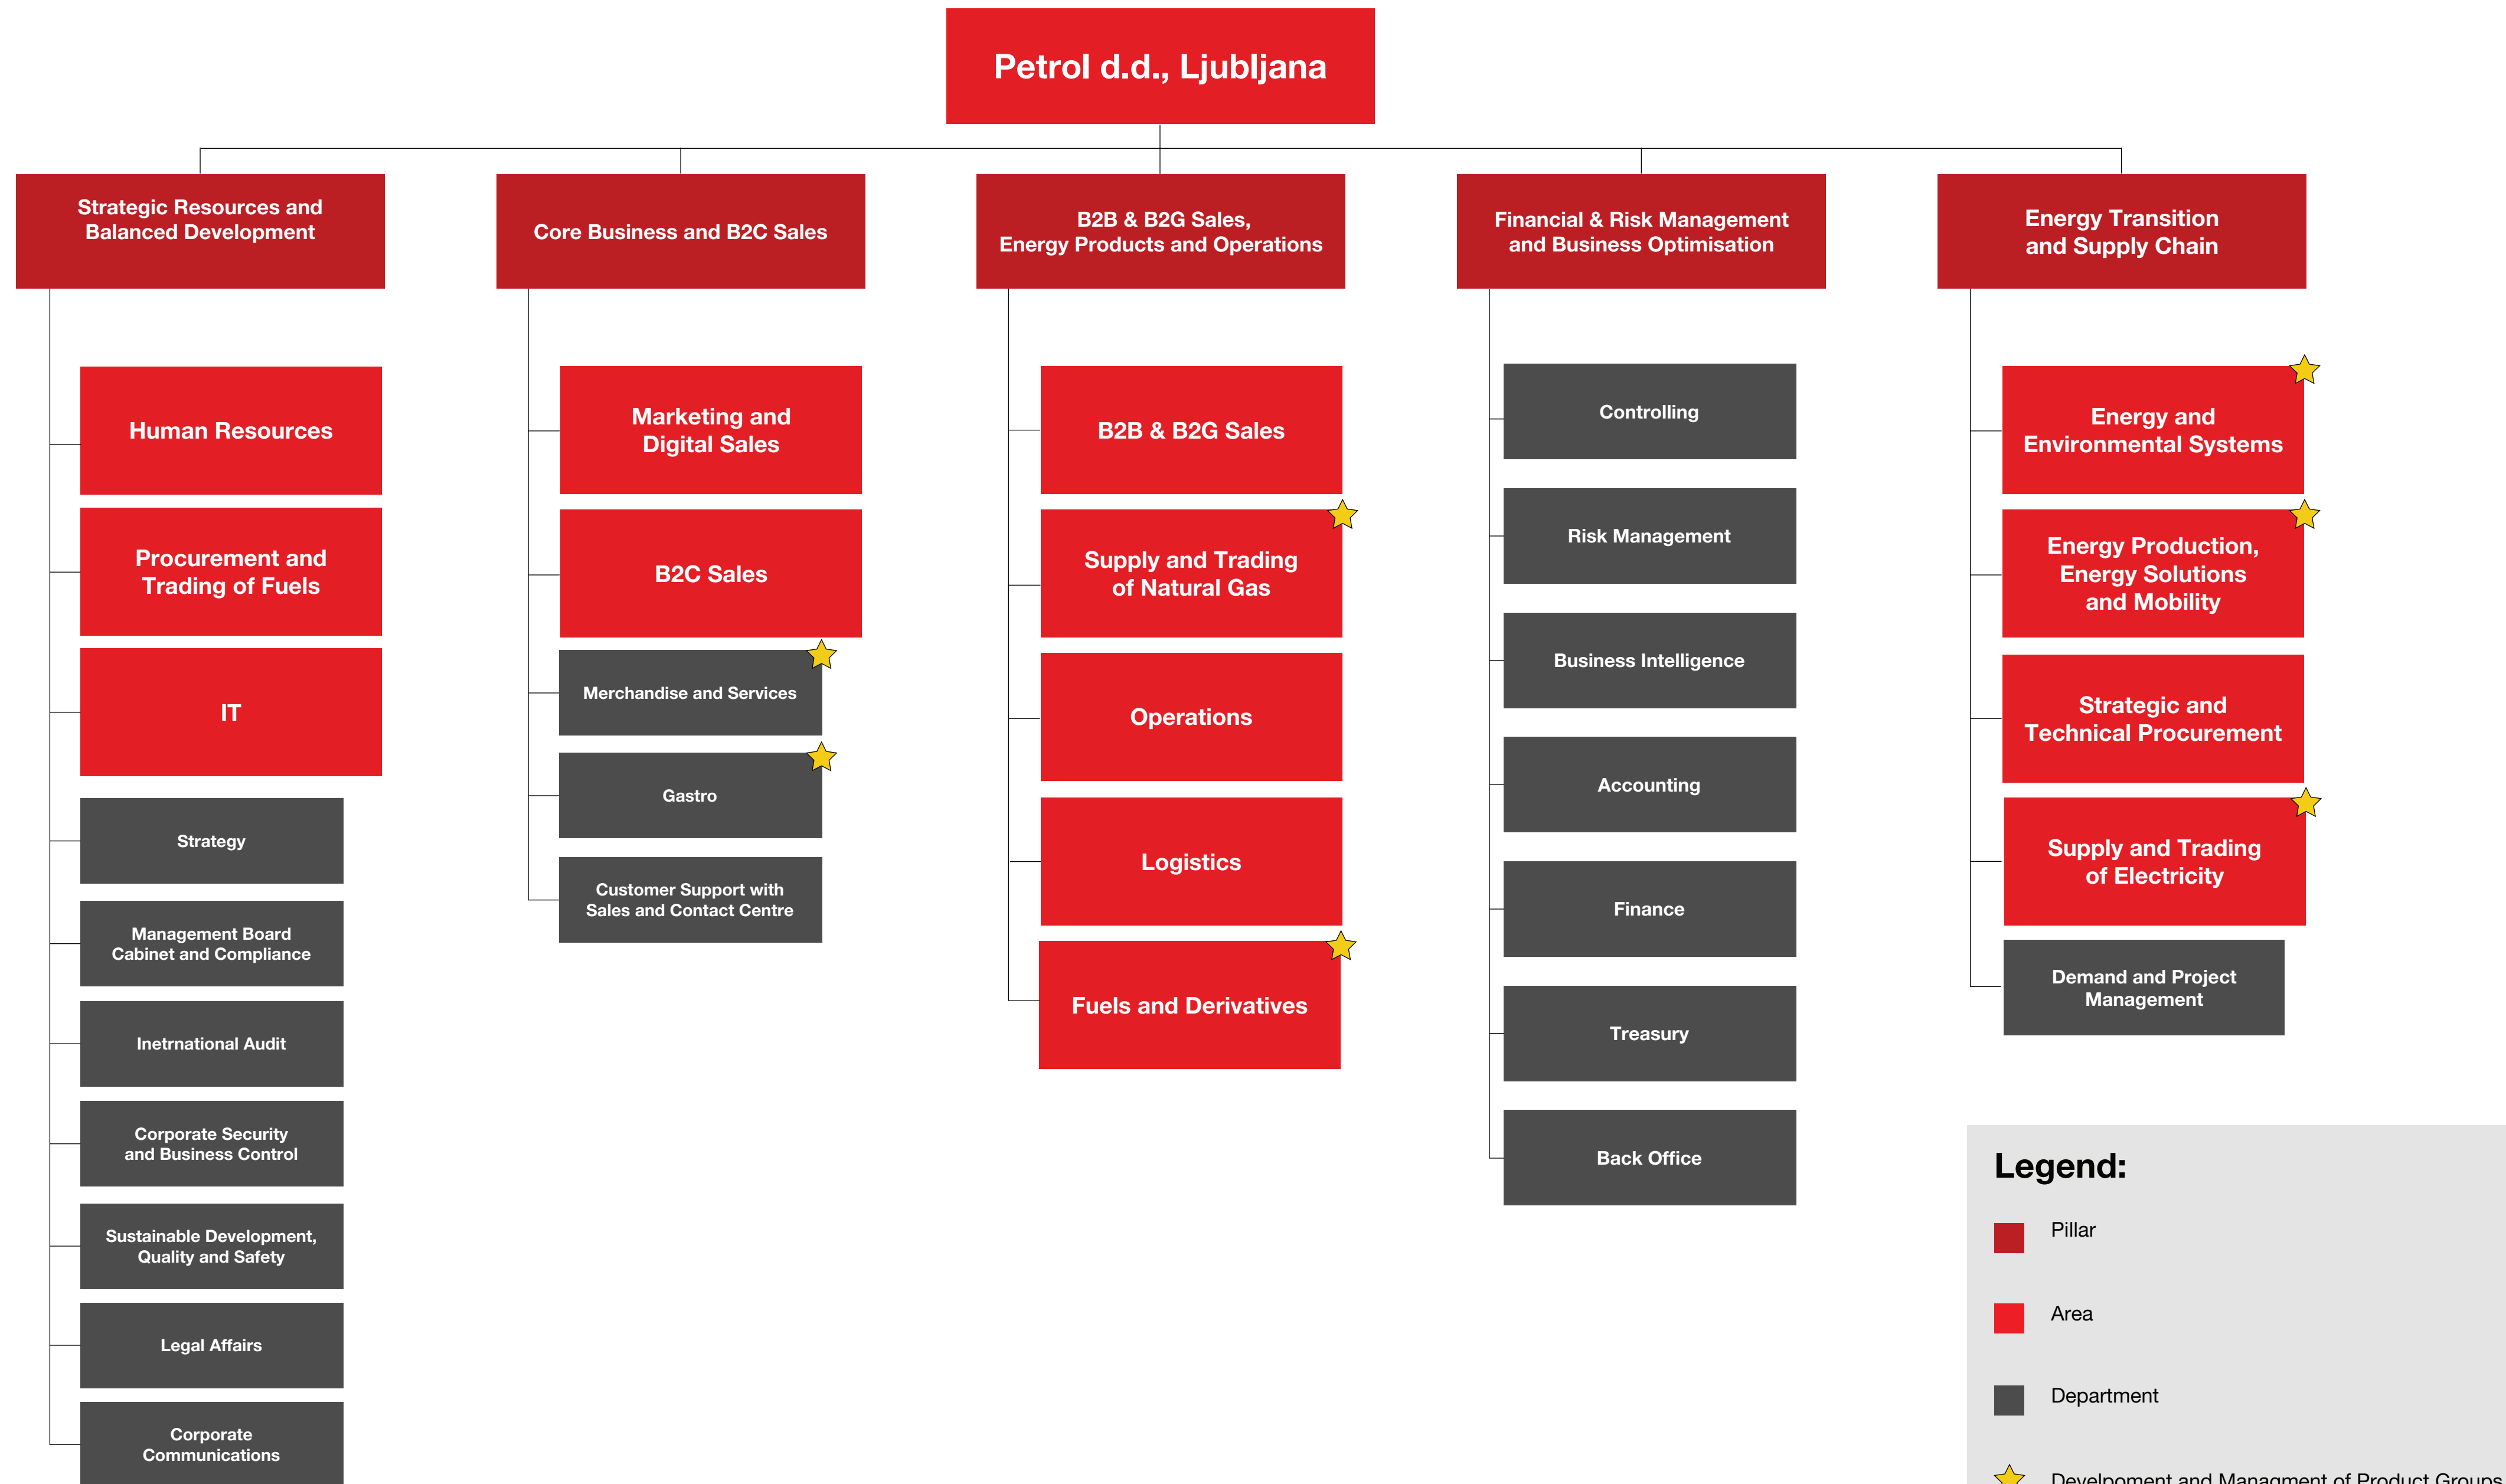 Petrol d.d., Ljubljana
Strategic Resources and
Balanced Development
Human Resources
Procurement and
Trading of Fuels
IT
Strategy
Management Board
Cabinet and Compliance
Inetrnational Audit
Corporate Security
and Business Control
Sustainable Development,
Quality and Safety
Legal Affairs
Corporate
Communications
Core Business and B2C Sales
Marketing and
Digital Sales
B2C Sales
Merchandise and Services
Gastro
Customer Support with
Sales and Contact Centre
B2B & B2G Sales,
Energy Products and Operations
B2B & B2G Sales
Supply and Trading
of Natural Gas
Operations
Logistics
Fuels and Derivatives
Financial & Risk Management
and Business Optimisation
Controlling
Risk Management
Business Intelligence
Accounting
Finance
Treasury
Back Office
Energy Transition
and Supply Chain
Energy and
Environmental Systems
Energy Production,
Energy Solutions
and Mobility
Strategic and
Technical Procurement
Supply and Trading
of Electricity
Demand and Project
Management
Legend:
Pillar
Area
Department
Develpoment and Managment of Product Groups